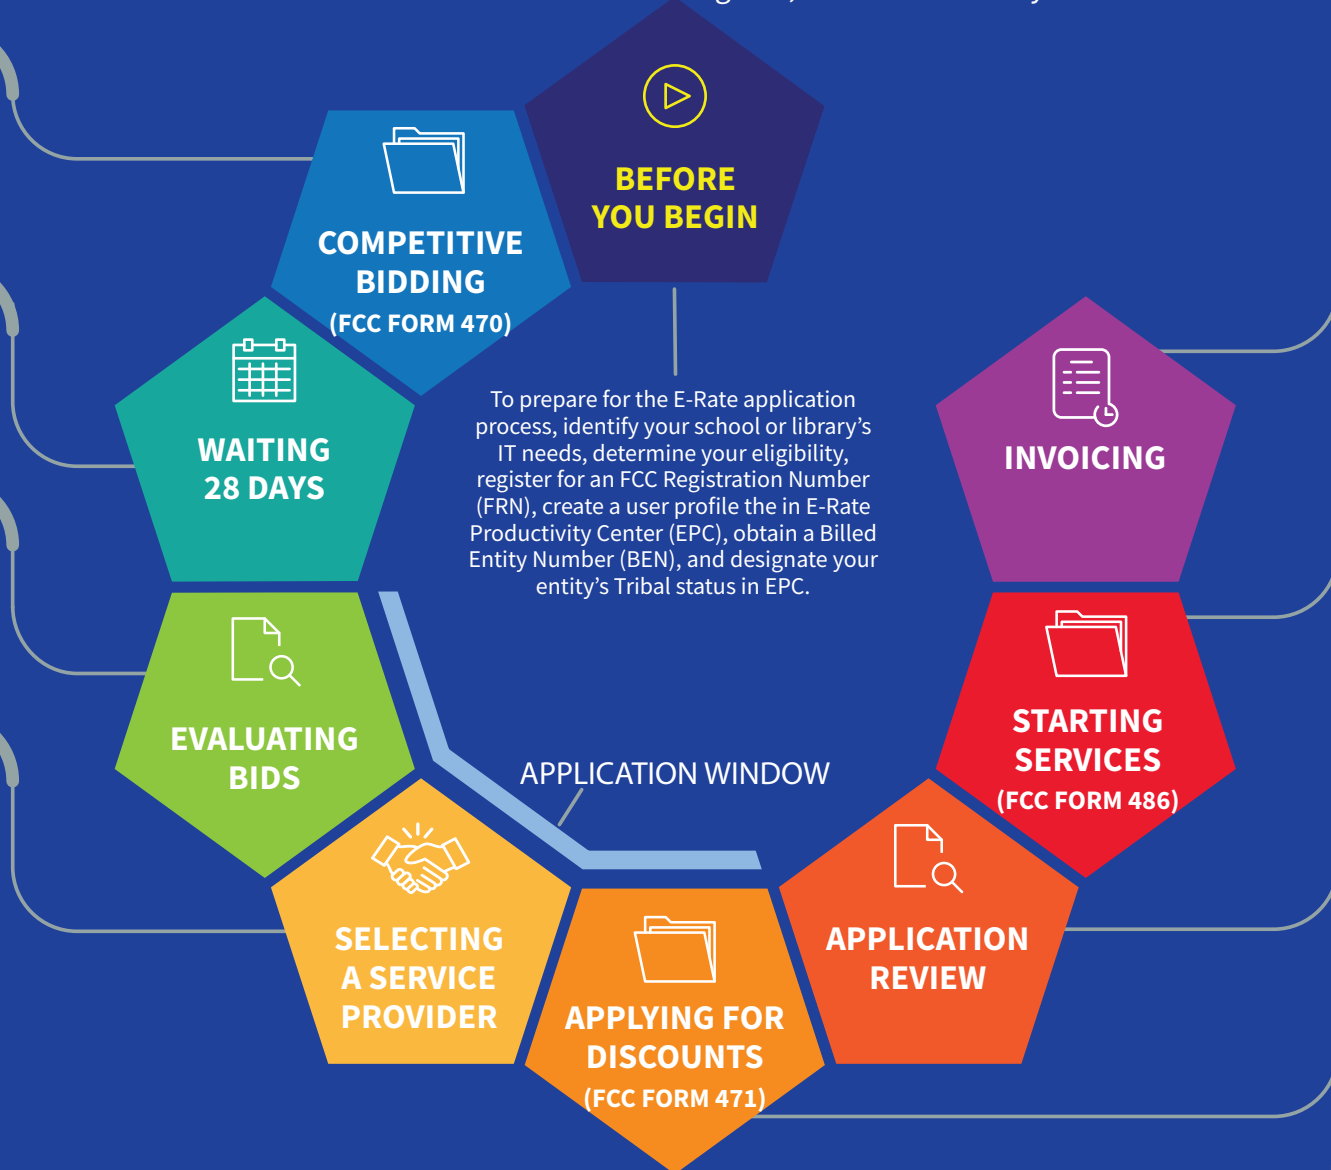 BEFORE
YOU BEGIN
COMPETITIVE
BIDDING
(FCC FORM 470)
WAITING
28 DAYS
To prepare for the E-Rate application
process, identify your school or library’s
IT needs, determine your eligibility,
register for an FCC Registration Number
(FRN), create a user profile the in E-Rate
Productivity Center (EPC), obtain a Billed
Entity Number (BEN), and designate your
entity’s Tribal status in EPC.
INVOICING
EVALUATING
BIDS
APPLICATION WINDOW
STARTING
SERVICES
(FCC FORM 486)
SELECTING
A SERVICE
PROVIDER
APPLYING FOR
DISCOUNTS
(FCC FORM 471)
APPLICATION
REVIEW